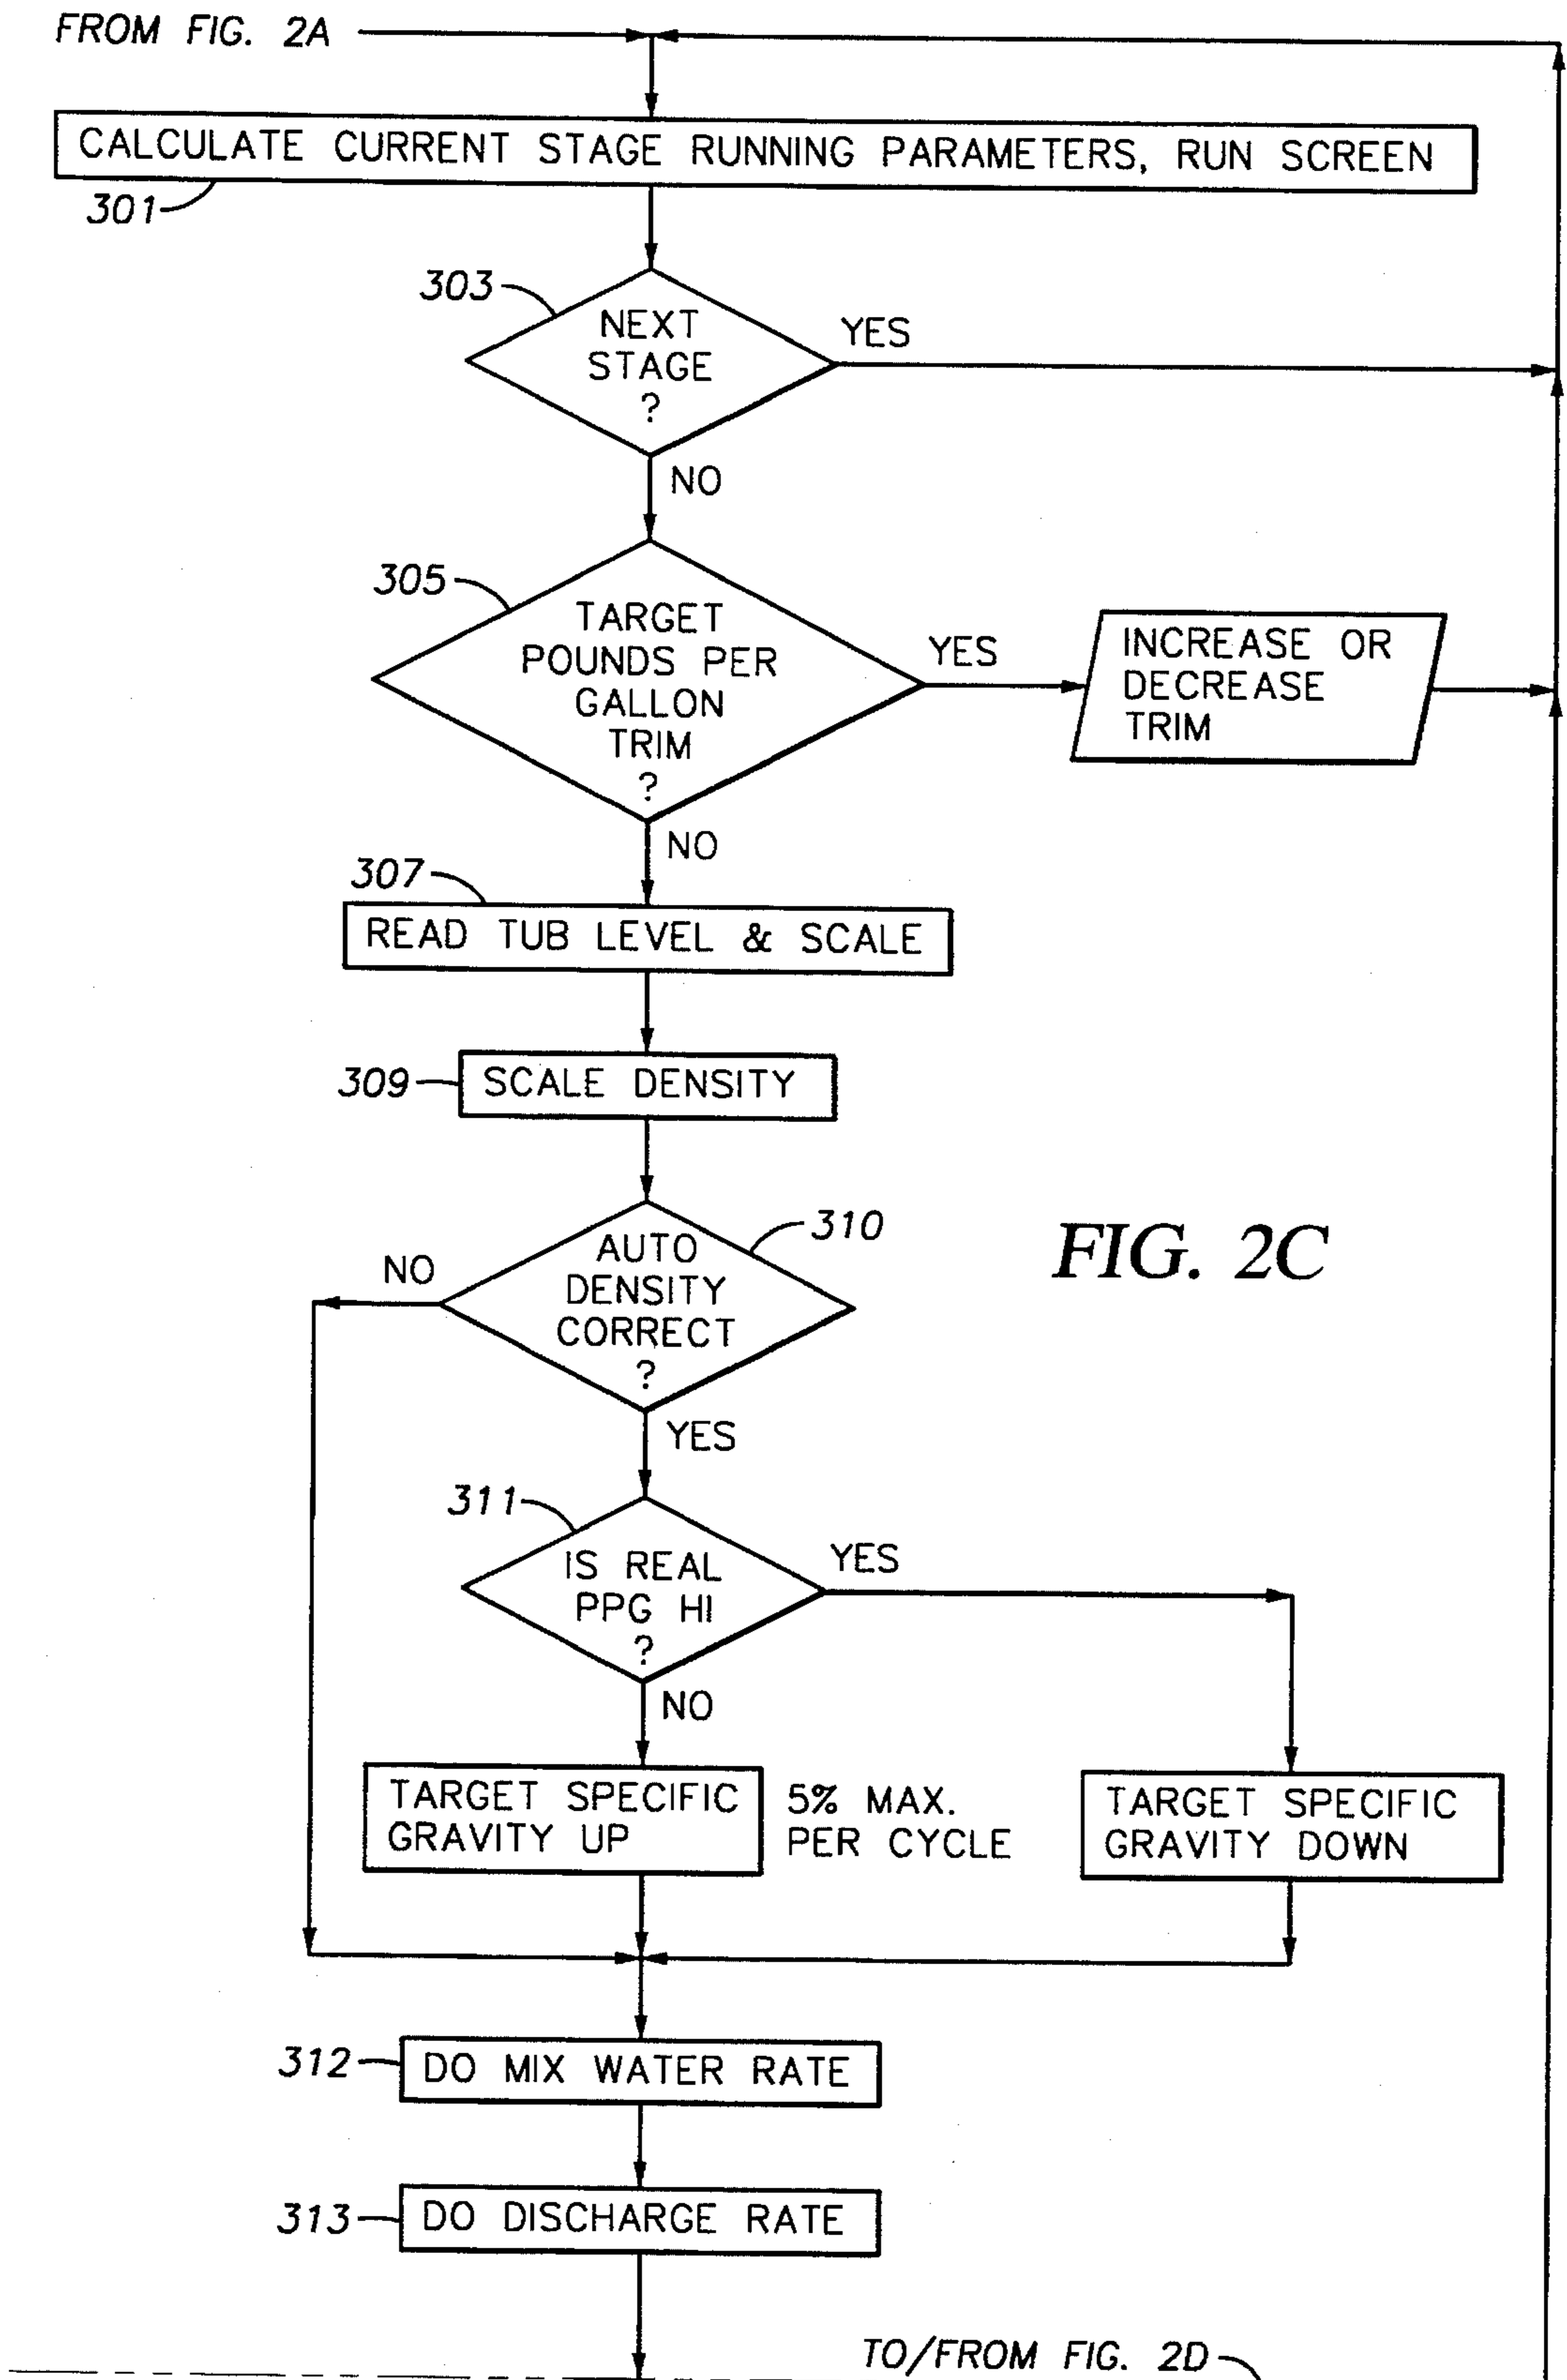 FROM FIG. 2A
CALCULATE CURRENT STAGE RUNNING PARAMETERS, RUN SCREEN
301
303
NEXT
STAGE
?
YES
NO
305
TARGET
POUNDS PER
GALLON
TRIM
?
YES
INCREASE OR
DECREASE
TRIM
NO
307
READ TUB LEVEL & SCALE
309
SCALE DENSITY
310
AUTO
DENSITY
CORRECT
?
NO
FIG. 2C
YES
311
IS REAL
PPG HI
?
YES
NO
TARGET SPECIFIC
GRAVITY UP
5% MAX.
PER CYCLE
TARGET SPECIFIC
GRAVITY DOWN
312
DO MIX WATER RATE
313
DO DISCHARGE RATE
TO/FROM FIG. 2D